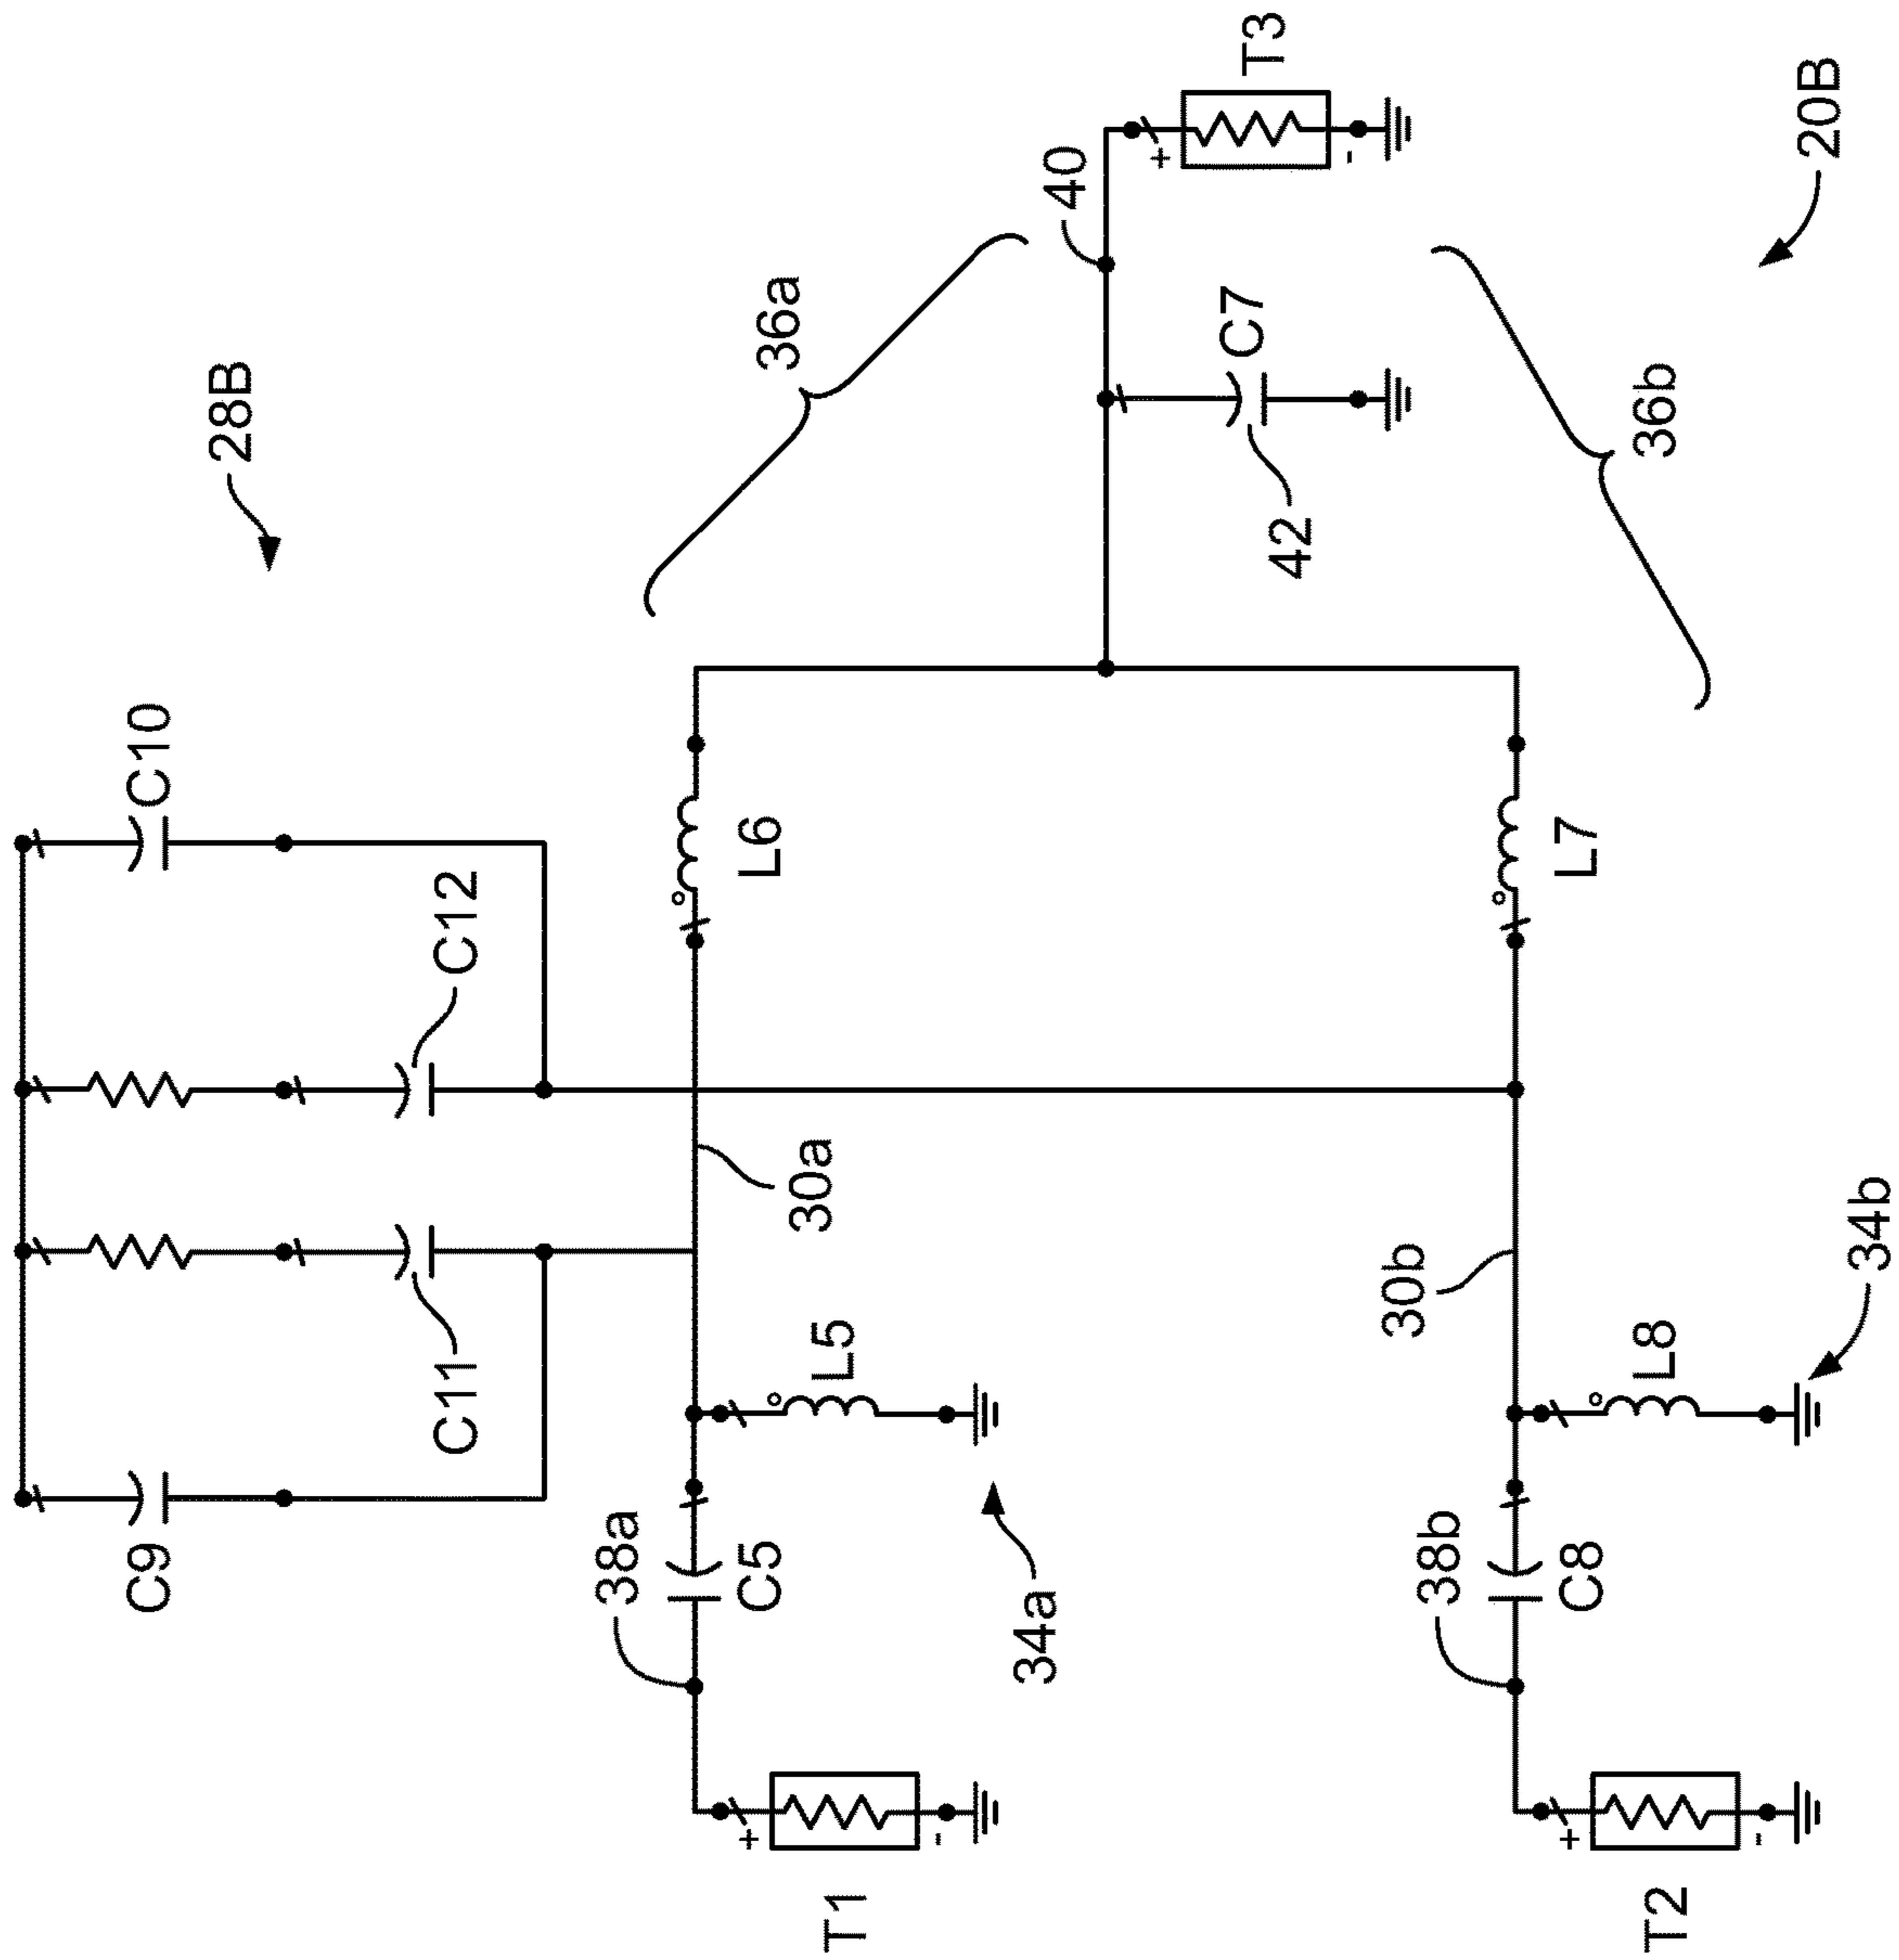 28B
C10
C12
C11
C9
36a
40
T3
20B
C7
42
36b
+
-
L6
L7
30a
30b
L5
L8
34b
38a
C5
34a
38b
C8
+
-
T1
+
-
T2